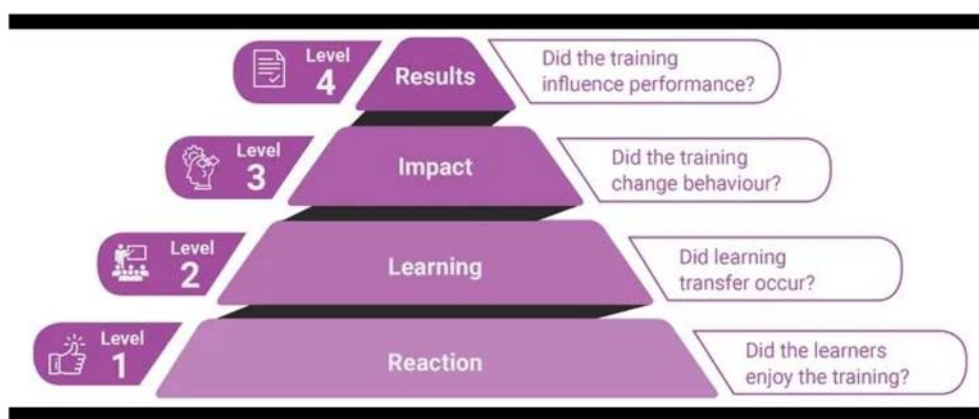 Level
4
Results
Did the training
influence performance?
Level
3
Impact
Did the training
change behaviour?
Level
2
Learning
Did learning
transfer occur?
Level
1
Reaction
Did the learners
enjoy the training?